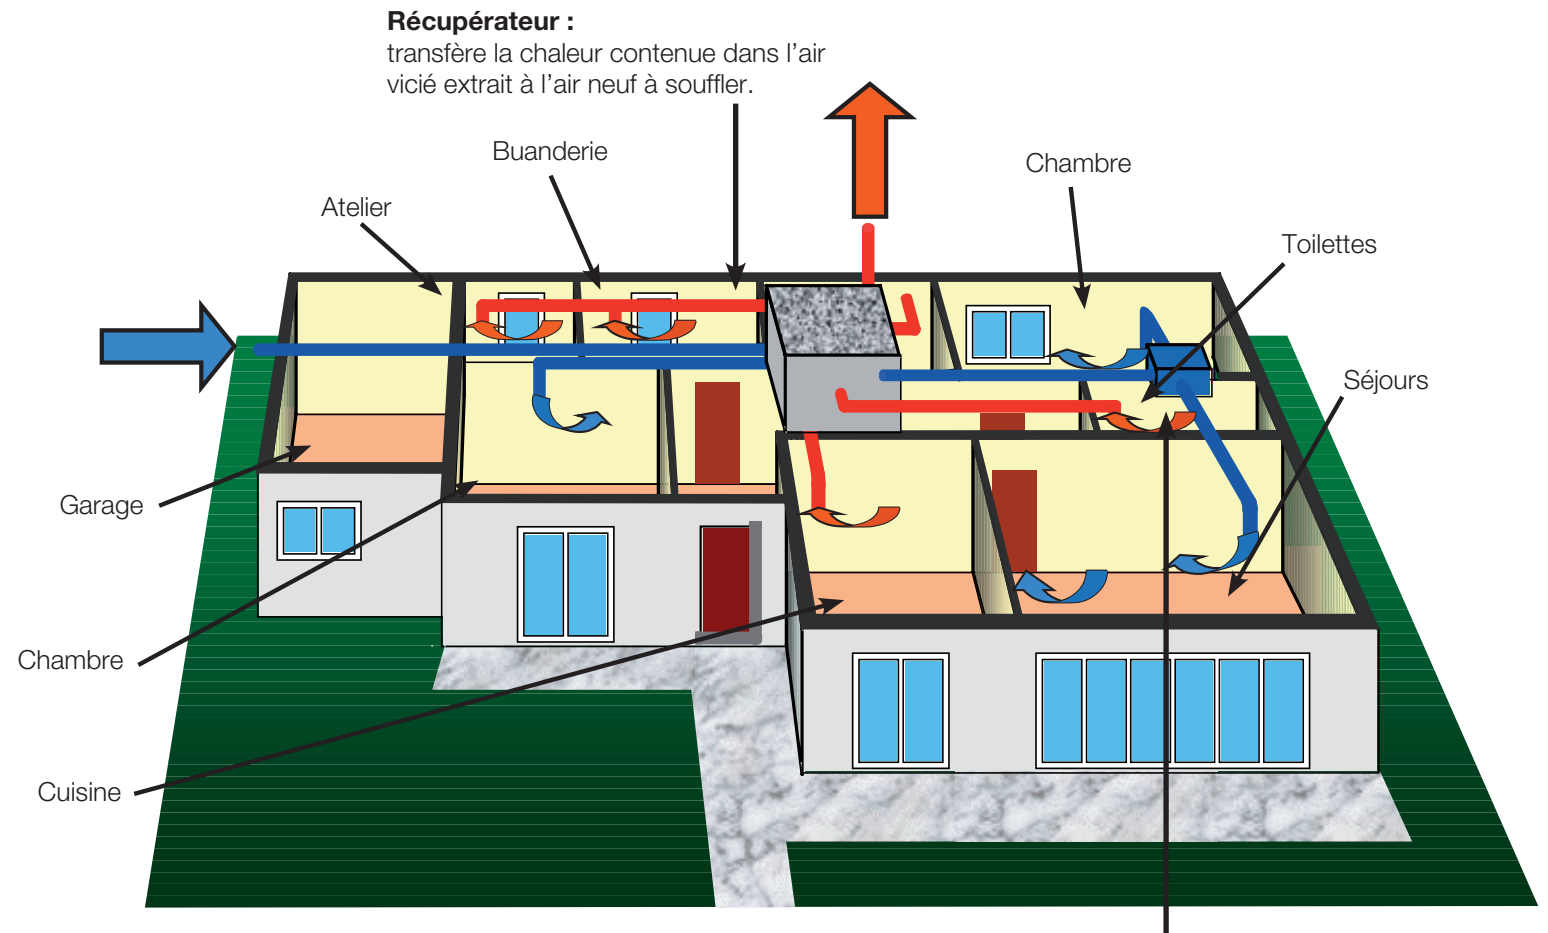 Récupérateur :
transfère la chaleur contenue dans l’air
vicié extrait à l’air neuf à souffler.
Buanderie
Chambre
Atelier
Toilettes
Séjours
Garage
Chambre
Cuisine